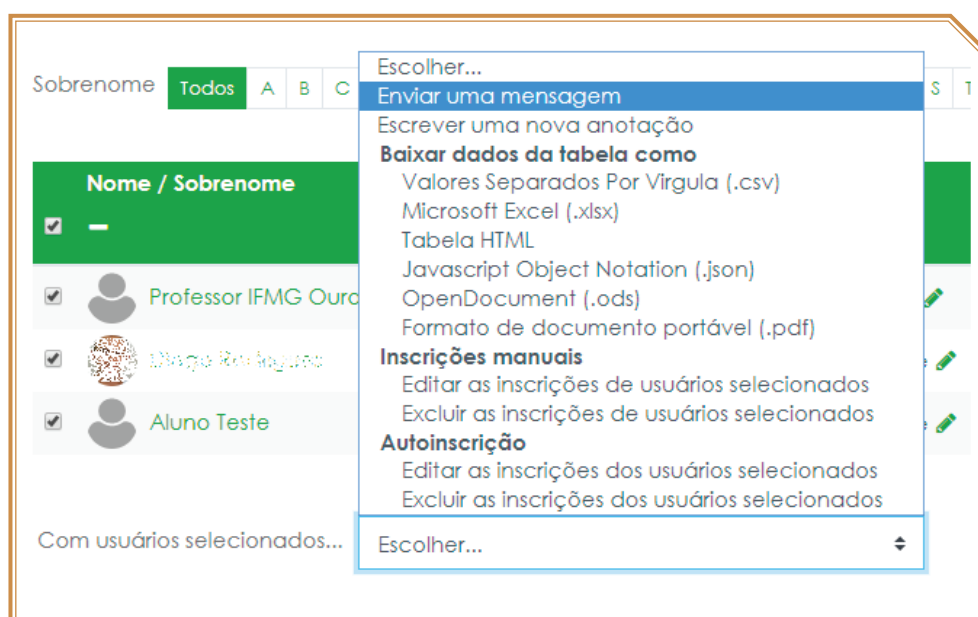 Escolher...
Sobrenome Todos A B C S T
Enviar uma mensagem
Escrever uma nova anotação
Baixar dados da tabela como
Valores Separados Por Virgula (.csv)
Nome / Sobrenome
Microsoft Excel (.xlsx)
Tabela HTML
Javascript Object Notation (.json)
Professor IFMG Ouro
OpenDocument (.ods)
Formato de documento portável (.pdf)
Inscrições manuais
Editar as inscrições de usuários selecionados
Excluir as inscrições de usuários selecionados
Aluno Teste
Autoinscrição
Editar as inscrições dos usuários selecionados
Excluir as inscrições dos usuários selecionados
Com usuários selecionados... Escolher...